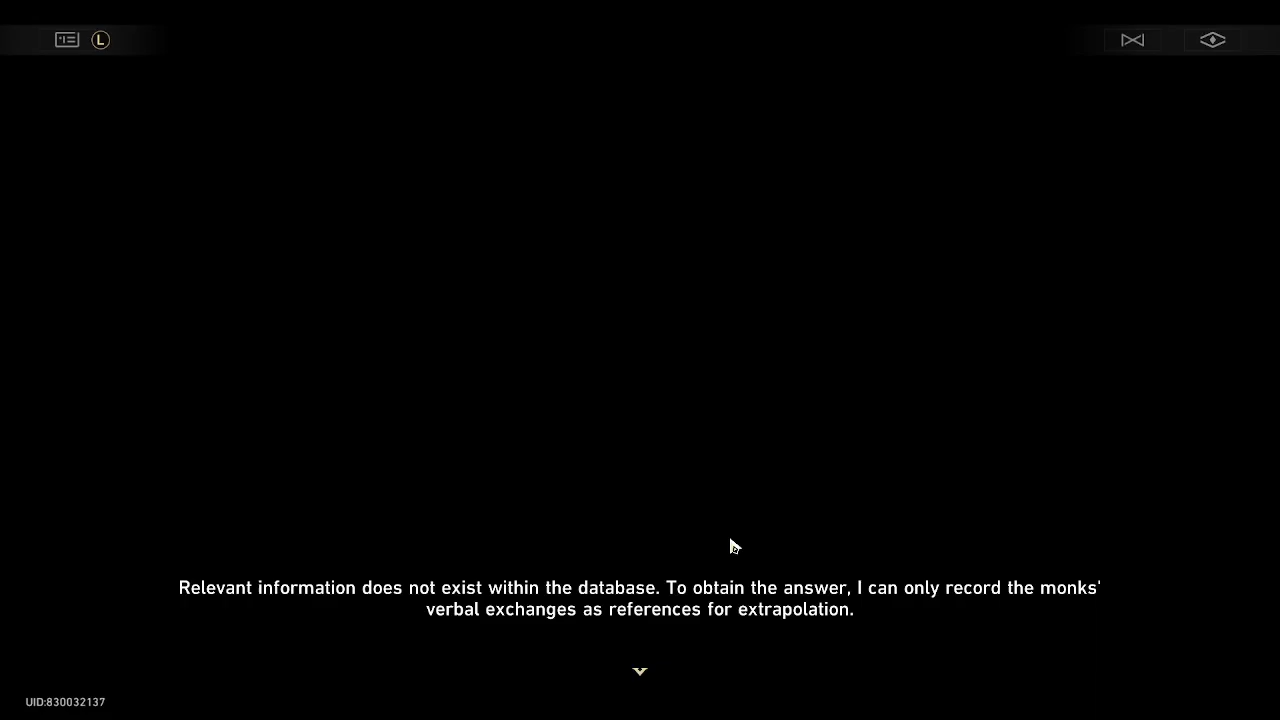 L
Relevant information does not exist within the database. To obtain the answer, I can only record the monks'
verbal exchanges as references for extrapolation.
UID:830032137